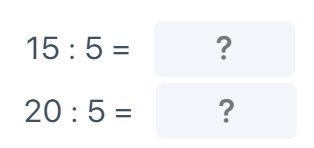 15 : 5 = ?
20 : 5 = ?